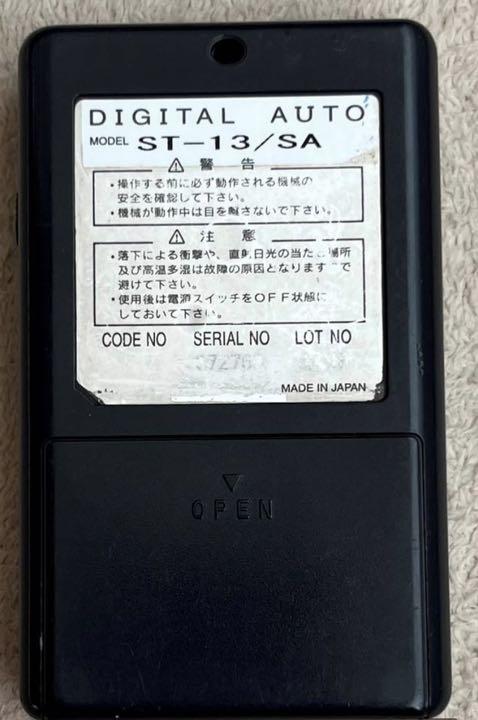 DIGITAL AUTO
MODEL ST-13/SA
⚠ 警告
・操作する前に必ず動作される機械の
安全を確認して下さい。
・機械が動作中は目を離さないで下さい。
⚠ 注意
・落下による衝撃や、直射日光の当たる場所
及び高温多湿は故障の原因となりますで
避けて下さい。
・使用後は電源スイッチをOFF状態に
しておいて下さい。
CODE NO SERIAL NO LOT NO
MADE IN JAPAN
OPEN